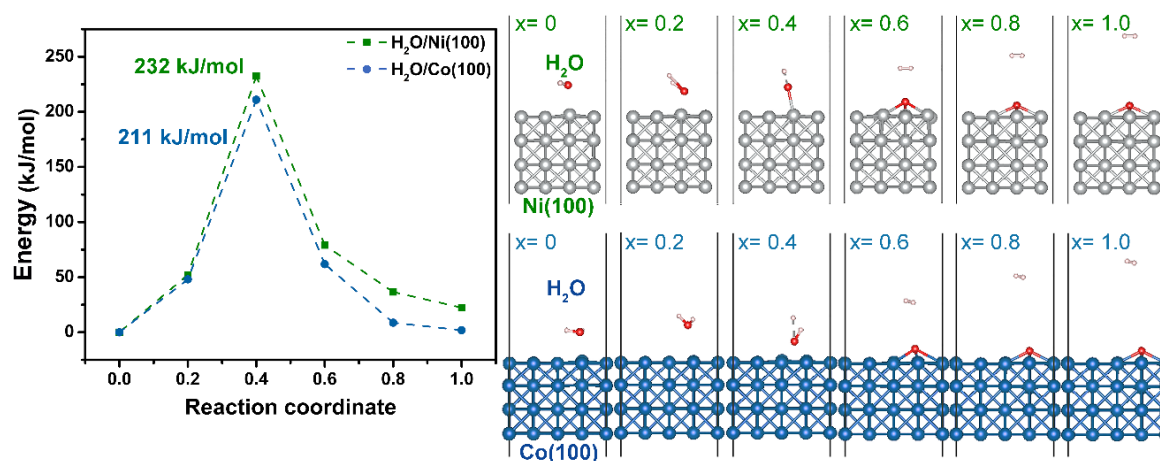 H₂O/Ni(100)
H₂O/Co(100)
232 kJ/mol
211 kJ/mol
Energy (kJ/mol)
250
200
150
100
50
0
0.0 0.2 0.4 0.6 0.8 1.0
Reaction coordinate
x= 0 x= 0.2 x= 0.4 x= 0.6 x= 0.8 x= 1.0
H₂O
Ni(100)
x= 0 x= 0.2 x= 0.4 x= 0.6 x= 0.8 x= 1.0
H₂O
Co(100)